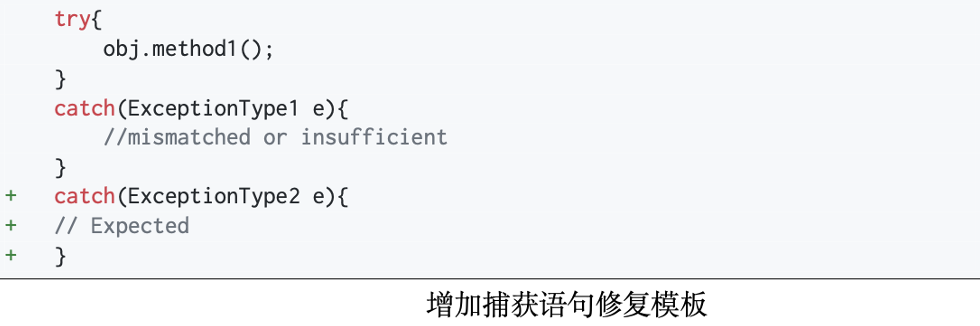 try{
obj.method1();
}
catch(ExceptionType1 e){
//mismatched or insufficient
}
+ catch(ExceptionType2 e){
+ // Expected
+ }
增加捕获语句修复模板